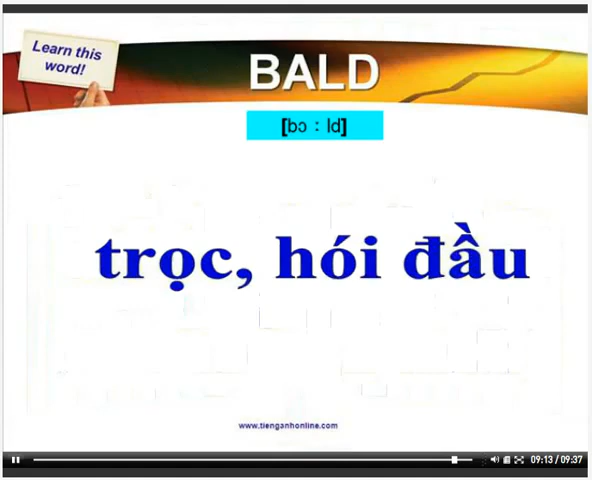 Learn this
word!
BALD
[bɔ : ld]
trọc, hói đầu
www.tienganhonline.com
09:13 / 09:37